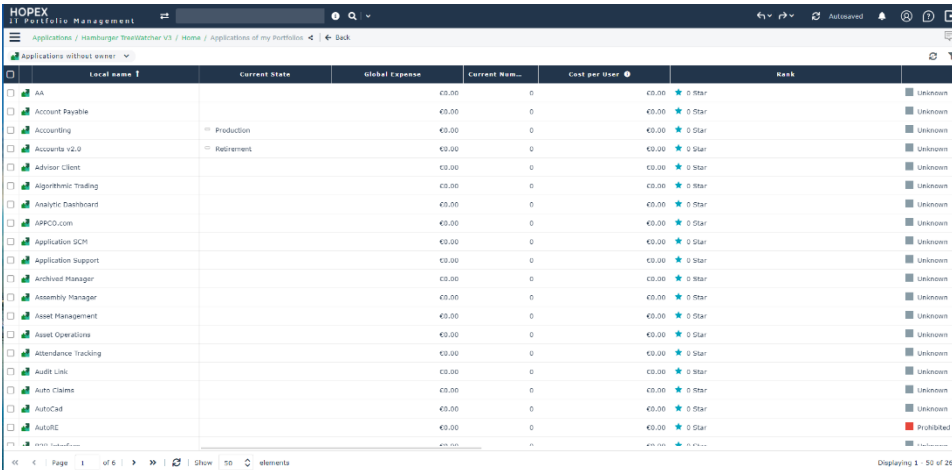 HOPEX
IT Portfolio Management
Autosaved
Applications / Hamburger TreeWatcher V3 / Home / Applications of my Portfolios Back
Applications without owner
Local name ↑ Current State Global Expense Current Num... Cost per User Rank
AA €0.00 0 €0.00 0 Star Unknown
Account Payable €0.00 0 €0.00 0 Star Unknown
Accounting Production €0.00 0 €0.00 0 Star Unknown
Accounts v2.0 Retirement €0.00 0 €0.00 0 Star Unknown
Advisor Client €0.00 0 €0.00 0 Star Unknown
Algorithmic Trading €0.00 0 €0.00 0 Star Unknown
Analytic Dashboard €0.00 0 €0.00 0 Star Unknown
APPCO.com €0.00 0 €0.00 0 Star Unknown
Application SCM €0.00 0 €0.00 0 Star Unknown
Application Support €0.00 0 €0.00 0 Star Unknown
Archived Manager €0.00 0 €0.00 0 Star Unknown
Assembly Manager €0.00 0 €0.00 0 Star Unknown
Asset Management €0.00 0 €0.00 0 Star Unknown
Asset Operations €0.00 0 €0.00 0 Star Unknown
Attendance Tracking €0.00 0 €0.00 0 Star Unknown
Audit Link €0.00 0 €0.00 0 Star Unknown
Auto Claims €0.00 0 €0.00 0 Star Unknown
AutoCad €0.00 0 €0.00 0 Star Unknown
AutoRE €0.00 0 €0.00 0 Star Prohibited
Page 1 of 6 Show 50 elements Displaying 1 - 50 of 26